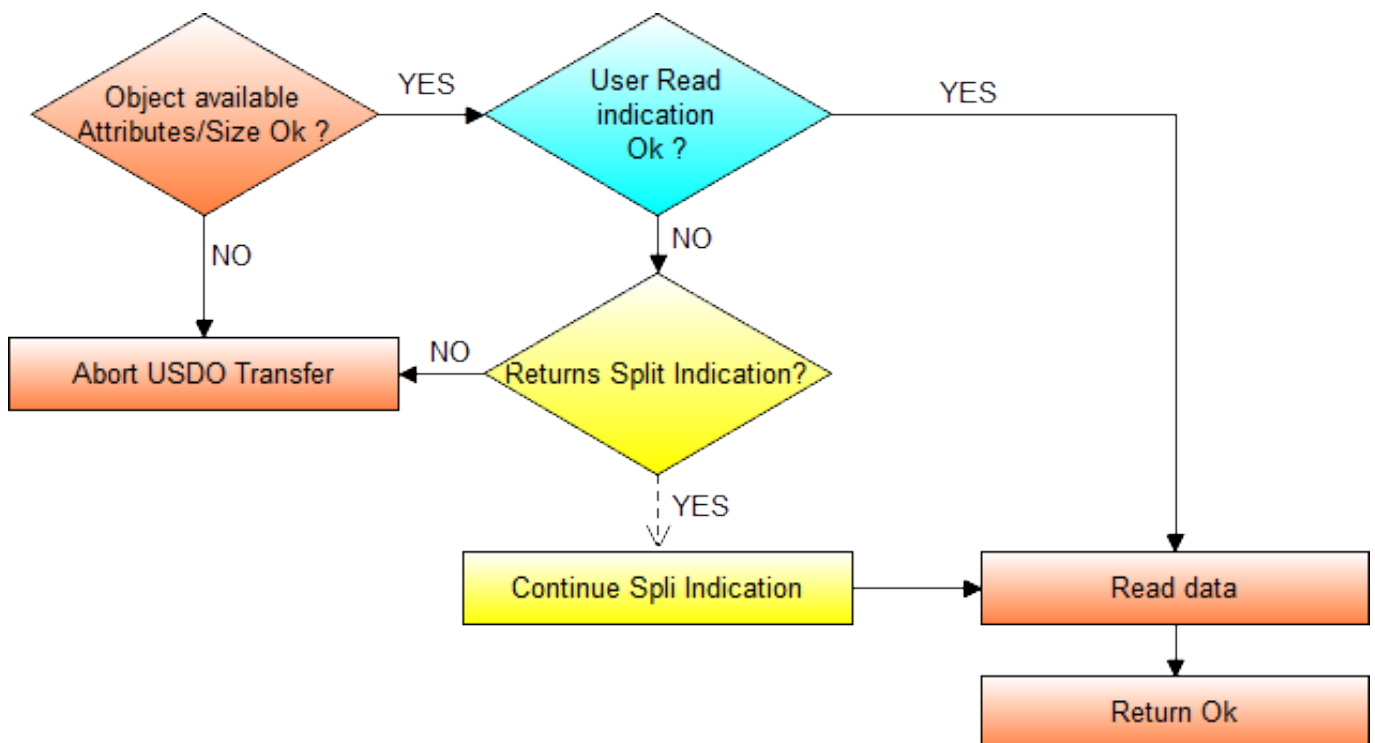 Object available
Attributes/Size Ok ?
YES
User Read
indication
Ok ?
YES
NO
NO
Abort USDO Transfer
NO
Returns Split Indication?
YES
Continue Spli Indication
Read data
Return Ok